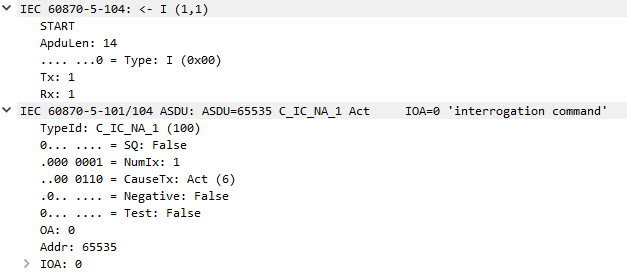 IEC 60870-5-104: <- I (1,1)
START
ApduLen: 14
.... ...0 = Type: I (0x00)
Tx: 1
Rx: 1
IEC 60870-5-101/104 ASDU: ASDU=65535 C_IC_NA_1 Act     IOA=0 'interrogation command'
TypeId: C_IC_NA_1 (100)
0... .... = SQ: False
.000 0001 = NumIx: 1
..00 0110 = CauseTx: Act (6)
.0.. .... = Negative: False
0... .... = Test: False
OA: 0
Addr: 65535
IOA: 0